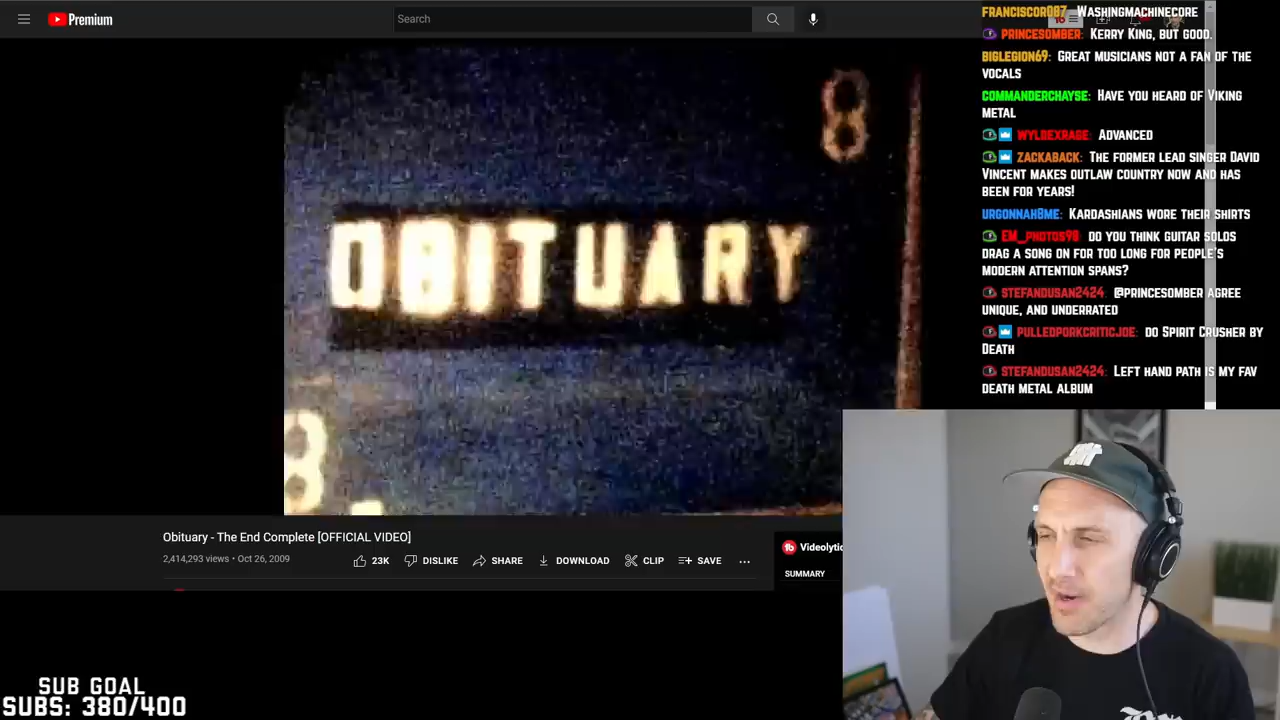 Premium
Search
8
OBITUARY
8
Obituary - The End Complete [OFFICIAL VIDEO]
2,414,293 views • Oct 26, 2009
23K
DISLIKE
SHARE
DOWNLOAD
CLIP
SAVE
...
Videolytic
SUMMARY
FRANCISCOR087 WASHINGMACHINECORE
PRINCESOMBER: KERRY KING, BUT GOOD.
BIGLEGION69: GREAT MUSICIANS NOT A FAN OF THE
VOCALS
COMMANDERCHAYSE: HAVE YOU HEARD OF VIKING
METAL
WYLDEXRAGE: ADVANCED
ZACKABACK: THE FORMER LEAD SINGER DAVID
VINCENT MAKES OUTLAW COUNTRY NOW AND HAS
BEEN FOR YEARS!
URGONNAH8ME: KARDASHIANS WORE THEIR SHIRTS
EM_PHOTOS98: DO YOU THINK GUITAR SOLOS
DRAG A SONG ON FOR TOO LONG FOR PEOPLE'S
MODERN ATTENTION SPANS?
STEFANDUSAN2424: @PRINCESOMBER AGREE
UNIQUE, AND UNDERRATED
PULLEDPORKCRITICJOE: DO SPIRIT CRUSHER BY
DEATH
STEFANDUSAN2424: LEFT HAND PATH IS MY FAV
DEATH METAL ALBUM
SUB GOAL
SUBS: 380/400